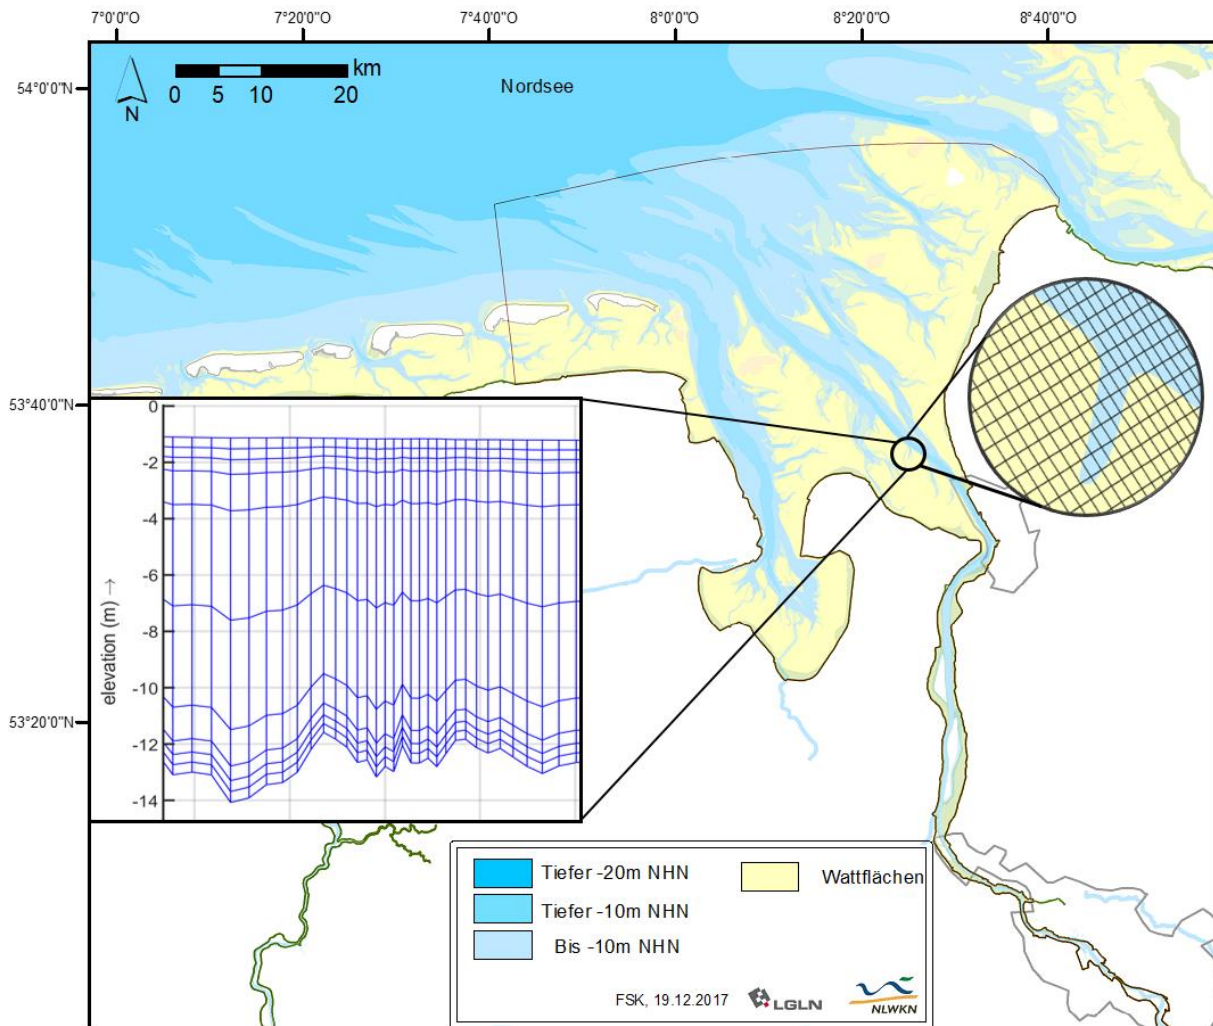 7°0'0"O 7°20'0"O 7°40'0"O 8°0'0"O 8°20'0"O 8°40'0"O
54°0'0"N
53°40'0"N
53°20'0"N
N
km
0 5 10 20
Nordsee
0
-2
-4
-6
-8
-10
-12
-14
elevation (m) →
Tiefer -20m NHN
Tiefer -10m NHN
Bis -10m NHN
Wattflächen
FSK, 19.12.2017
LGLN
NLWKN